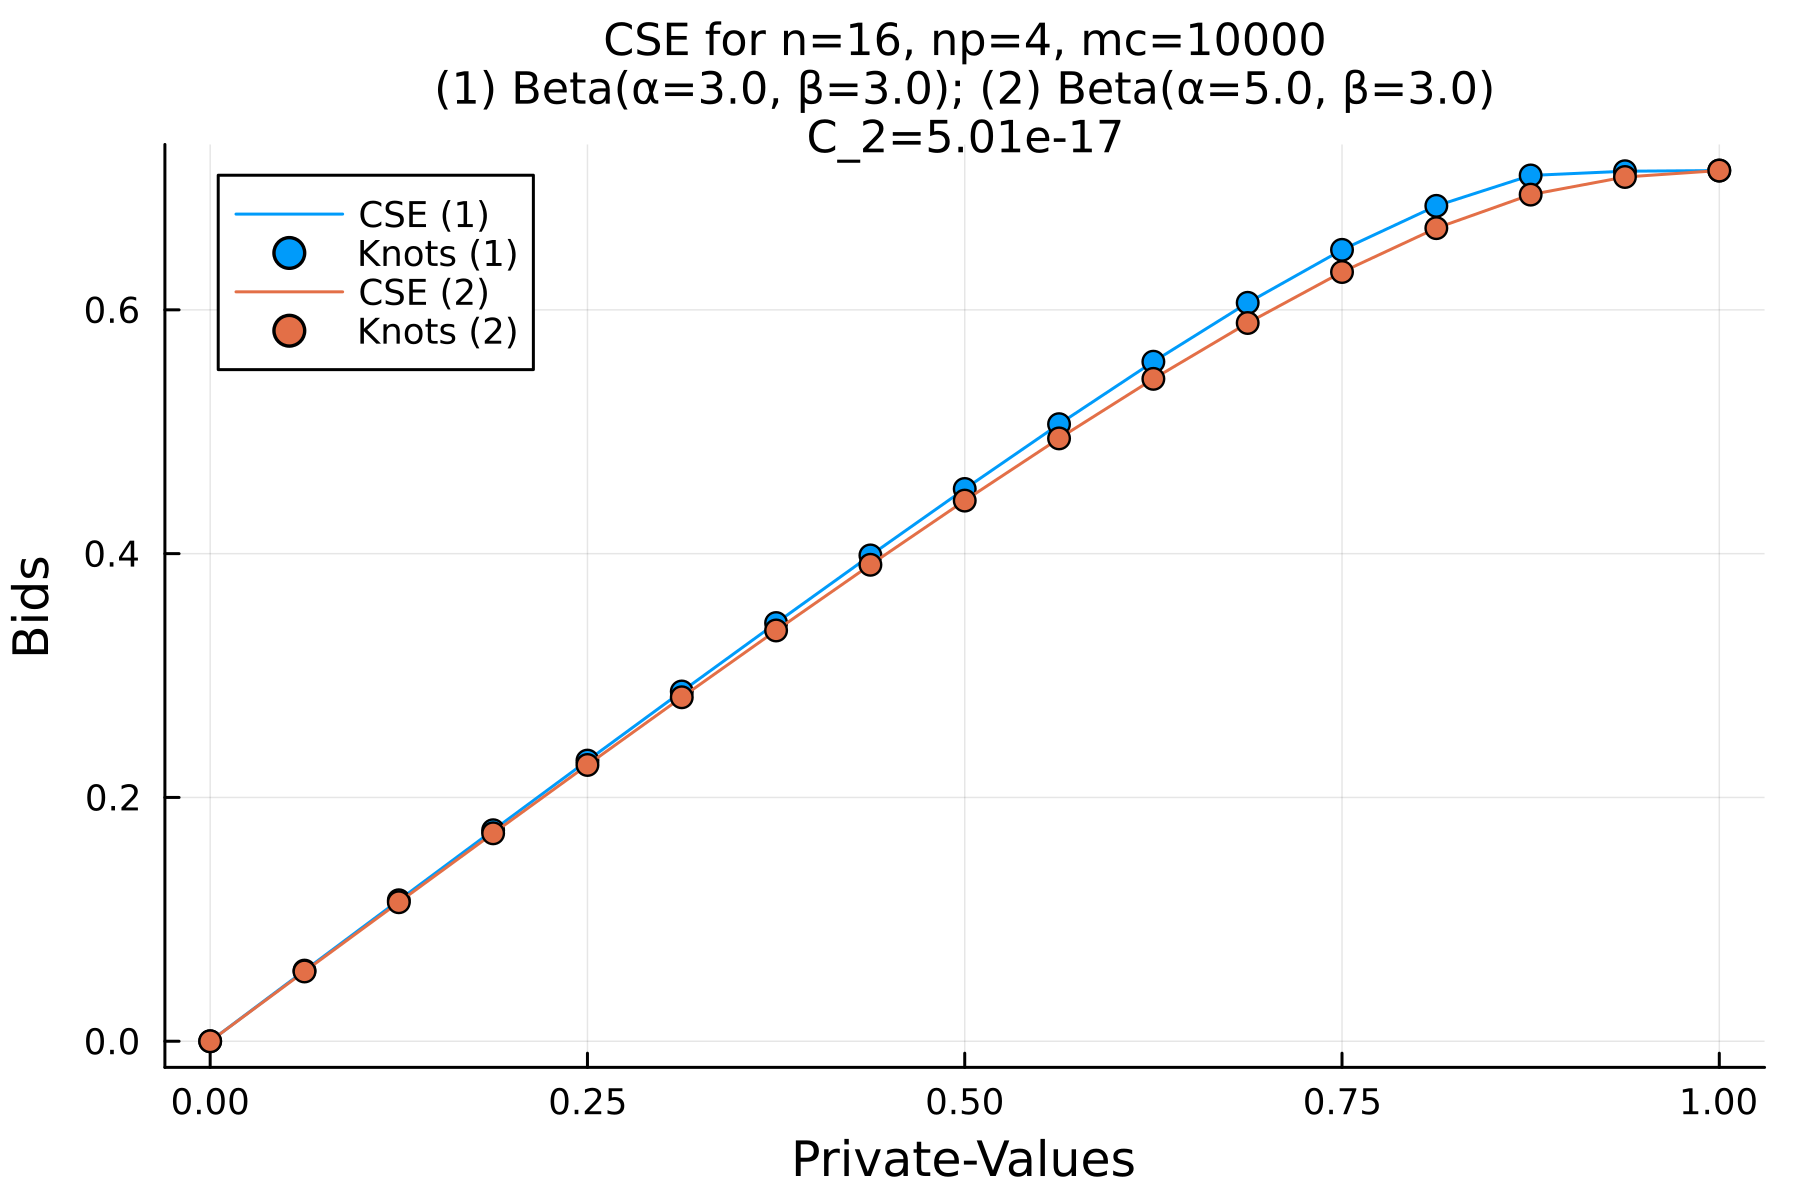 CSE for n=16, np=4, mc=10000
(1) Beta(α=3.0, β=3.0); (2) Beta(α=5.0, β=3.0)
C_2=5.01e-17
CSE (1)
Knots (1)
CSE (2)
Knots (2)
0.6
0.4
0.2
0.0
Bids
0.00 0.25 0.50 0.75 1.00
Private-Values